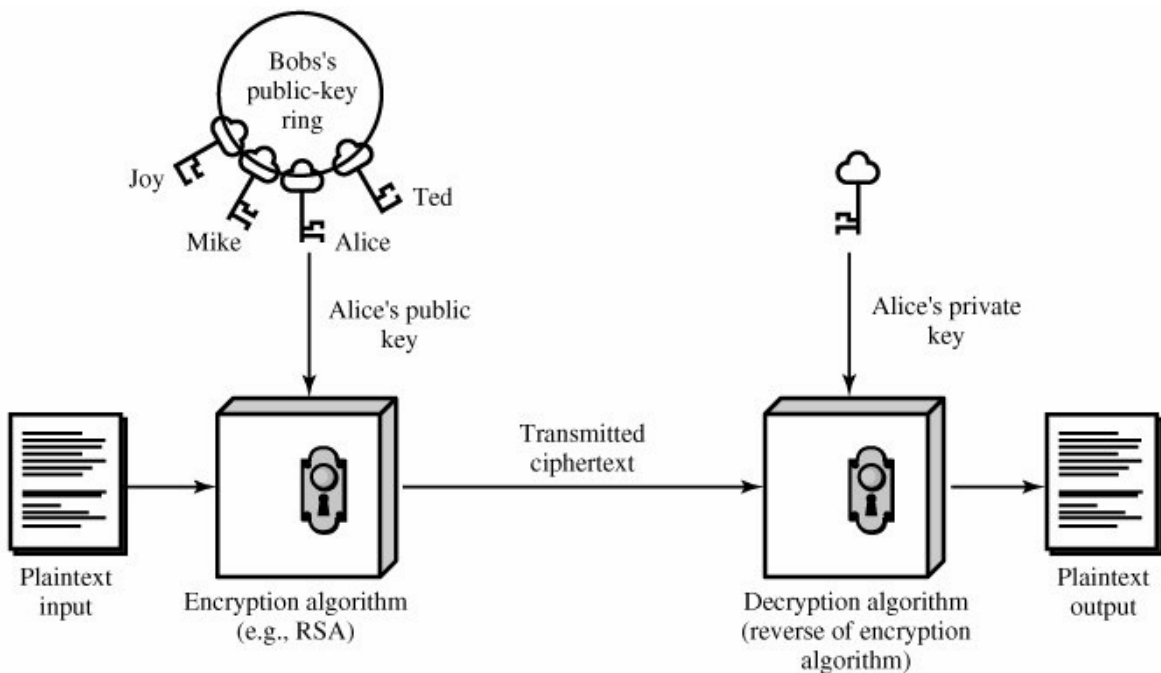 Bobs's
public-key
ring
Joy
Ted
Mike
Alice
Alice's public
key
Alice's private
key
Transmitted
ciphertext
Plaintext
input
Encryption algorithm
(e.g., RSA)
Decryption algorithm
(reverse of encryption
algorithm)
Plaintext
output